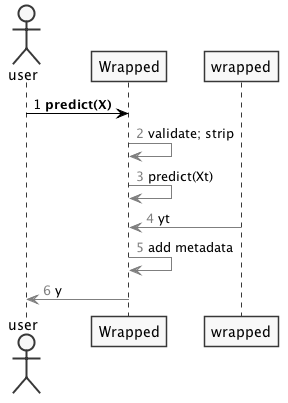 user
Wrapped
wrapped
1 predict(X)
2 validate; strip
3 predict(Xt)
4 yt
5 add metadata
6 y
user
Wrapped
wrapped